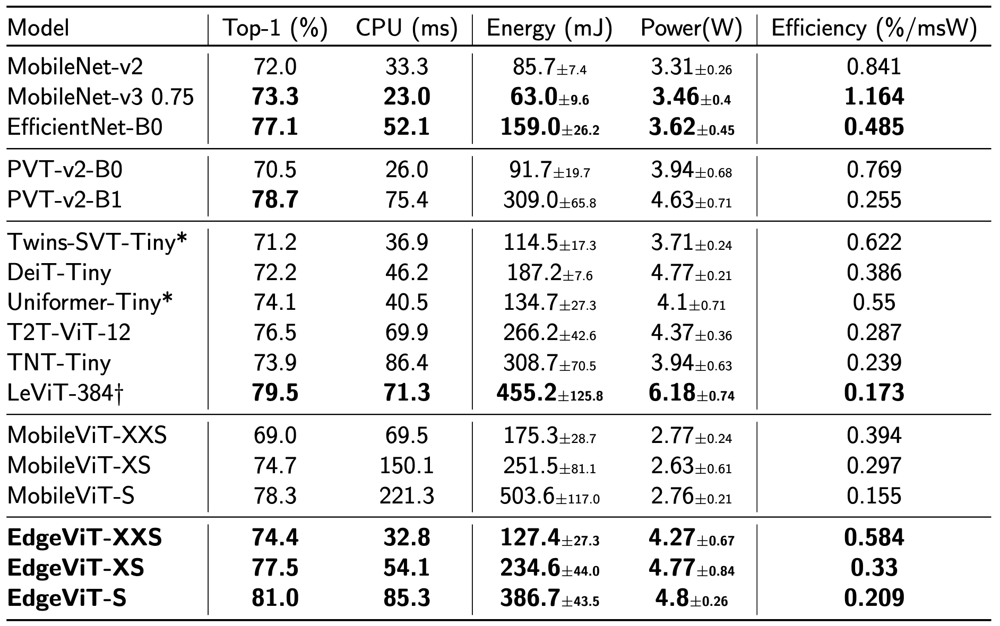 Model Top-1 (%) CPU (ms) Energy (mJ) Power(W) Efficiency (%/msW)
MobileNet-v2 72.0 33.3 85.7±7.4 3.31±0.26 0.841
MobileNet-v3 0.75 73.3 23.0 63.0±9.6 3.46±0.4 1.164
EfficientNet-B0 77.1 52.1 159.0±26.2 3.62±0.45 0.485
PVT-v2-B0 70.5 26.0 91.7±19.7 3.94±0.68 0.769
PVT-v2-B1 78.7 75.4 309.0±65.8 4.63±0.71 0.255
Twins-SVT-Tiny* 71.2 36.9 114.5±17.3 3.71±0.24 0.622
DeiT-Tiny 72.2 46.2 187.2±7.6 4.77±0.21 0.386
Uniformer-Tiny* 74.1 40.5 134.7±27.3 4.1±0.71 0.55
T2T-ViT-12 76.5 69.9 266.2±42.6 4.37±0.36 0.287
TNT-Tiny 73.9 86.4 308.7±70.5 3.94±0.63 0.239
LeViT-384† 79.5 71.3 455.2±125.8 6.18±0.74 0.173
MobileViT-XXS 69.0 69.5 175.3±28.7 2.77±0.24 0.394
MobileViT-XS 74.7 150.1 251.5±81.1 2.63±0.61 0.297
MobileViT-S 78.3 221.3 503.6±117.0 2.76±0.21 0.155
EdgeViT-XXS 74.4 32.8 127.4±27.3 4.27±0.67 0.584
EdgeViT-XS 77.5 54.1 234.6±44.0 4.77±0.84 0.33
EdgeViT-S 81.0 85.3 386.7±43.5 4.8±0.26 0.209